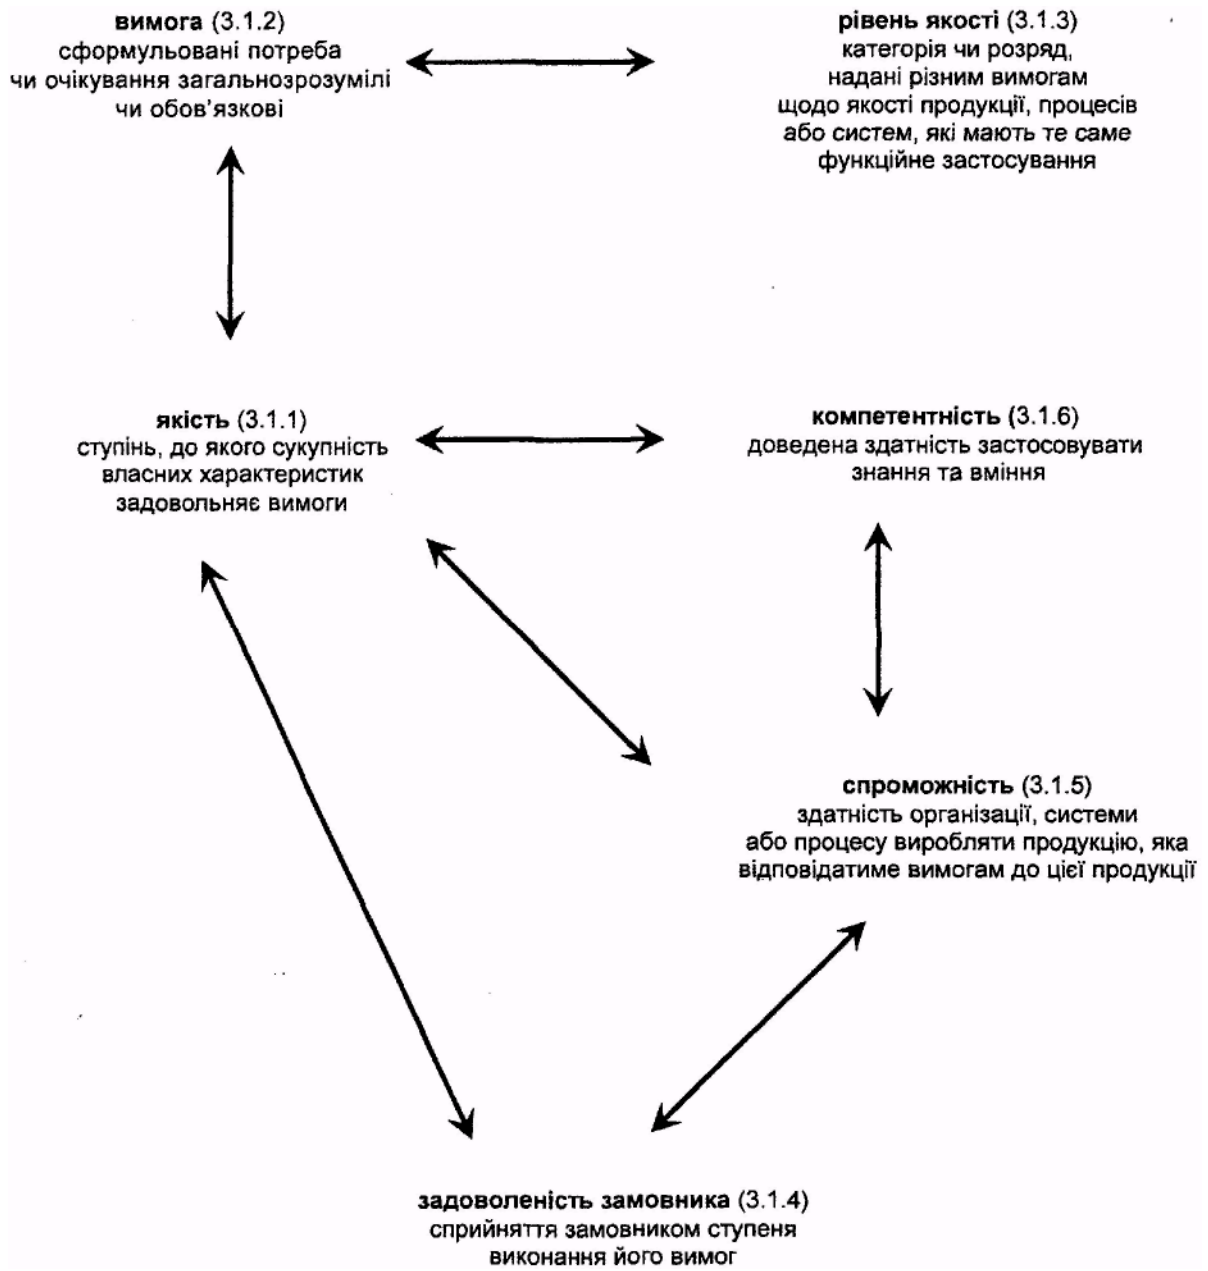 вимога (3.1.2)
сформульовані потреба
чи очікування загальнозрозумілі
чи обов’язкові
рівень якості (3.1.3)
категорія чи розряд,
надані різним вимогам
щодо якості продукції, процесів
або систем, які мають те саме
функційне застосування
якість (3.1.1)
ступінь, до якого сукупність
власних характеристик
задовольняє вимоги
компетентність (3.1.6)
доведена здатність застосовувати
знання та вміння
спроможність (3.1.5)
здатність організації, системи
або процесу виробляти продукцію, яка
відповідатиме вимогам до цієї продукції
задоволеність замовника (3.1.4)
сприйняття замовником ступеня
виконання його вимог